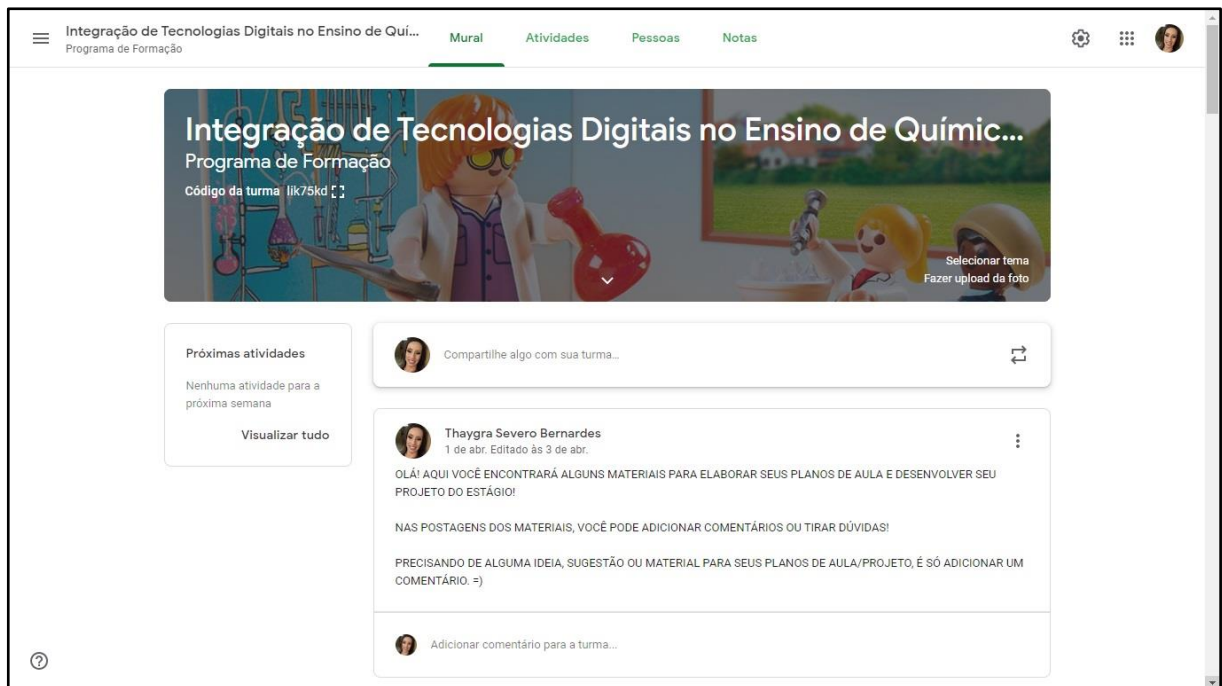 Integração de Tecnologias Digitais no Ensino de Quí...
Programa de Formação
Mural
Atividades
Pessoas
Notas
Integração de Tecnologias Digitais no Ensino de Químic...
Programa de Formação
Código da turma lik75kd
Selecionar tema
Fazer upload da foto
Próximas atividades
Nenhuma atividade para a
próxima semana
Visualizar tudo
Compartilhe algo com sua turma...
Thaygra Severo Bernardes
1 de abr. Editado às 3 de abr.
OLÁ! AQUI VOCÊ ENCONTRARÁ ALGUNS MATERIAIS PARA ELABORAR SEUS PLANOS DE AULA E DESENVOLVER SEU
PROJETO DO ESTÁGIO!
NAS POSTAGENS DOS MATERIAIS, VOCÊ PODE ADICIONAR COMENTÁRIOS OU TIRAR DÚVIDAS!
PRECISANDO DE ALGUMA IDEIA, SUGESTÃO OU MATERIAL PARA SEUS PLANOS DE AULA/PROJETO, É SÓ ADICIONAR UM
COMENTÁRIO. =)
Adicionar comentário para a turma...